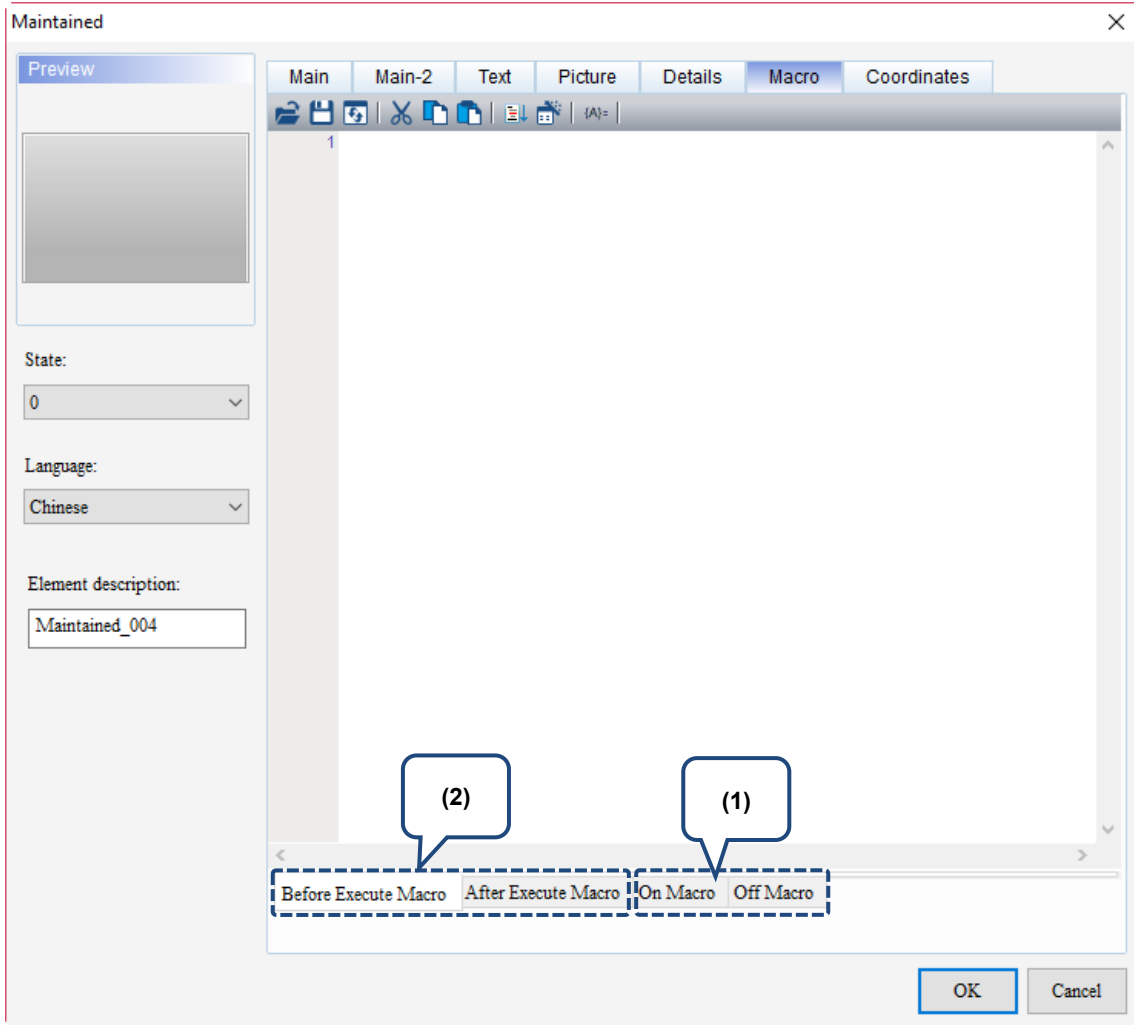 Maintained
Preview
Main Main-2 Text Picture Details Macro Coordinates
{A}=
1
State:
0
Language:
Chinese
Element description:
Maintained_004
(2) (1)
Before Execute Macro After Execute Macro On Macro Off Macro
OK Cancel